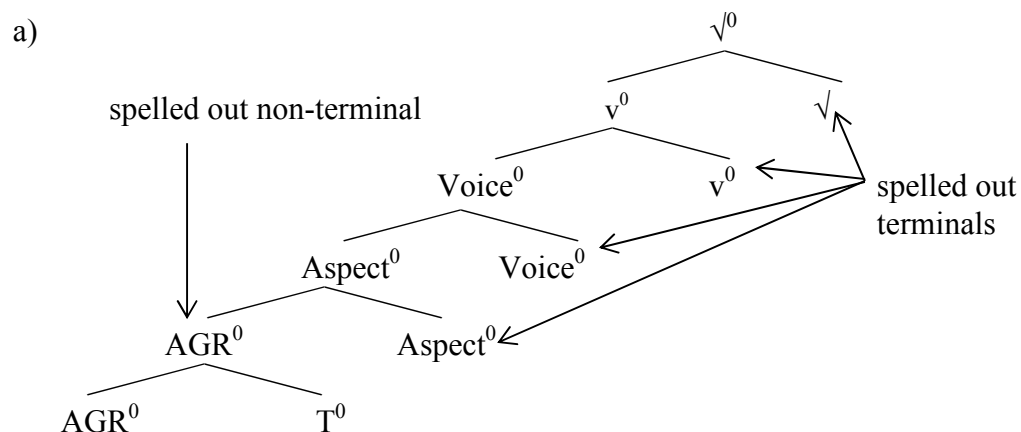 a)
√⁰
spelled out non-terminal
v⁰ √
Voice⁰ v⁰
spelled out
terminals
Aspect⁰ Voice⁰
AGR⁰ Aspect⁰
AGR⁰ T⁰